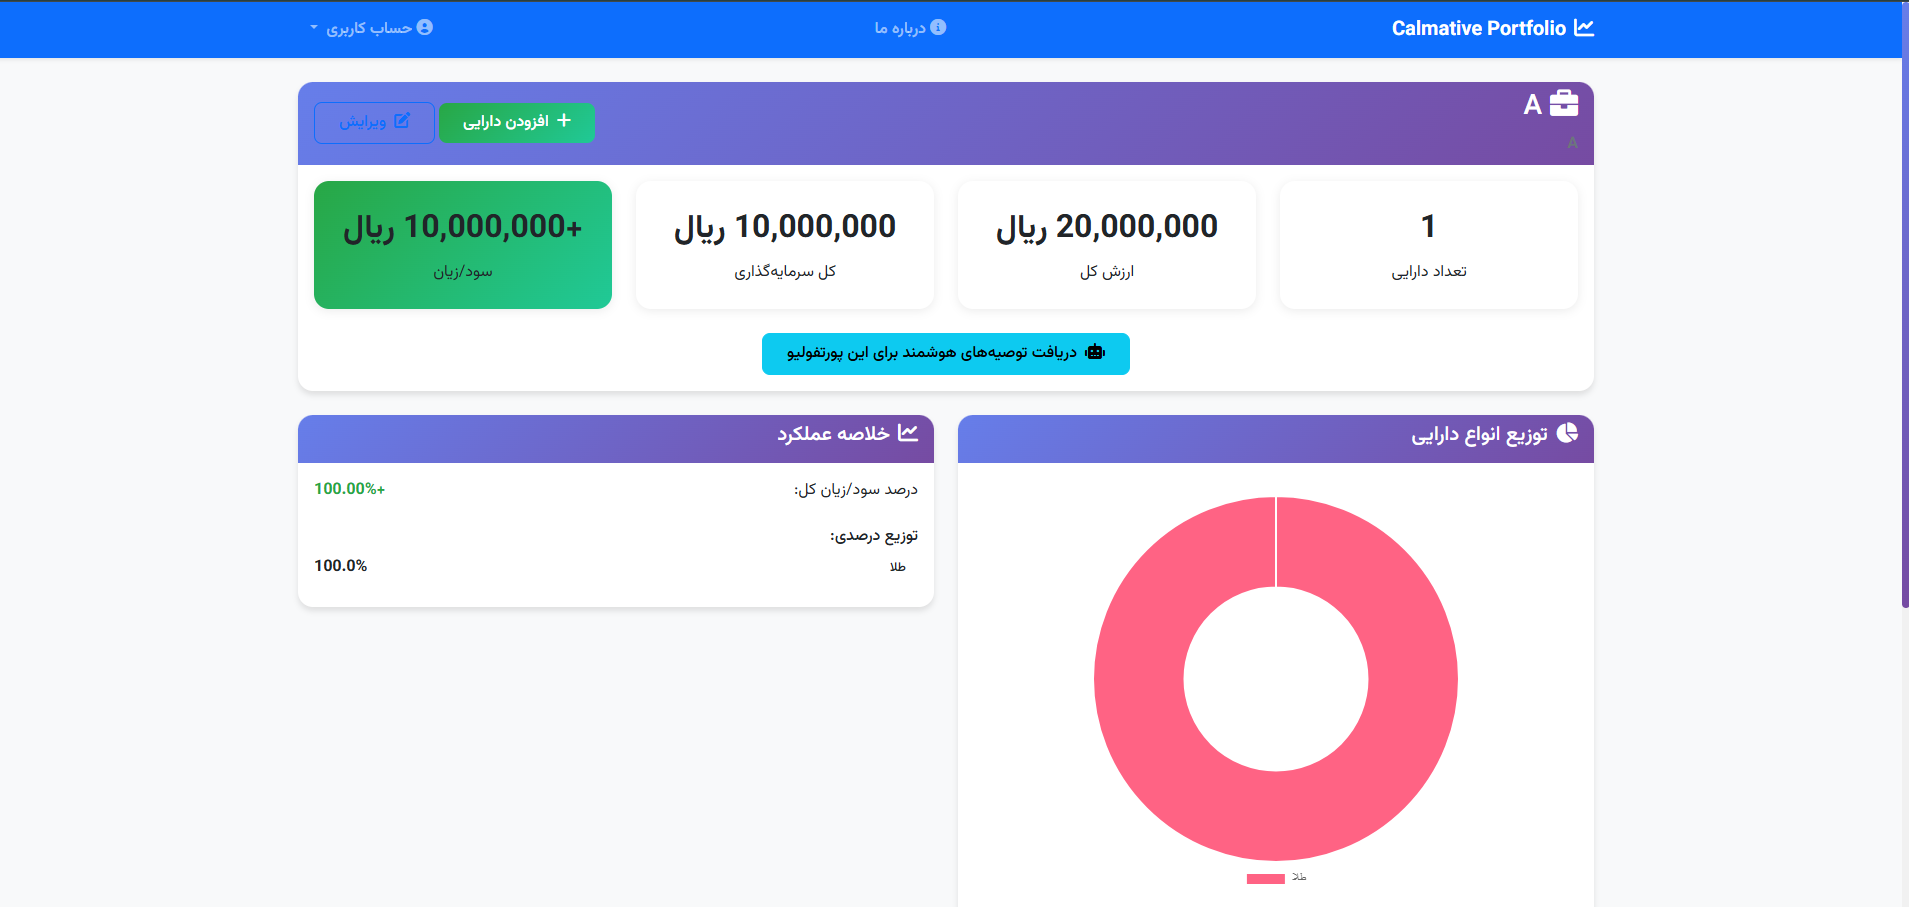 Calmative Portfolio
درباره ما
حساب کاربری
A
A
افزودن دارایی
ویرایش
1
تعداد دارایی
20,000,000 ریال
ارزش کل
10,000,000 ریال
کل سرمایه‌گذاری
+10,000,000 ریال
سود/زیان
دریافت توصیه‌های هوشمند برای این پورتفولیو
توزیع انواع دارایی
طلا
خلاصه عملکرد
درصد سود/زیان کل:
100.00%+
توزیع درصدی:
طلا
100.0%